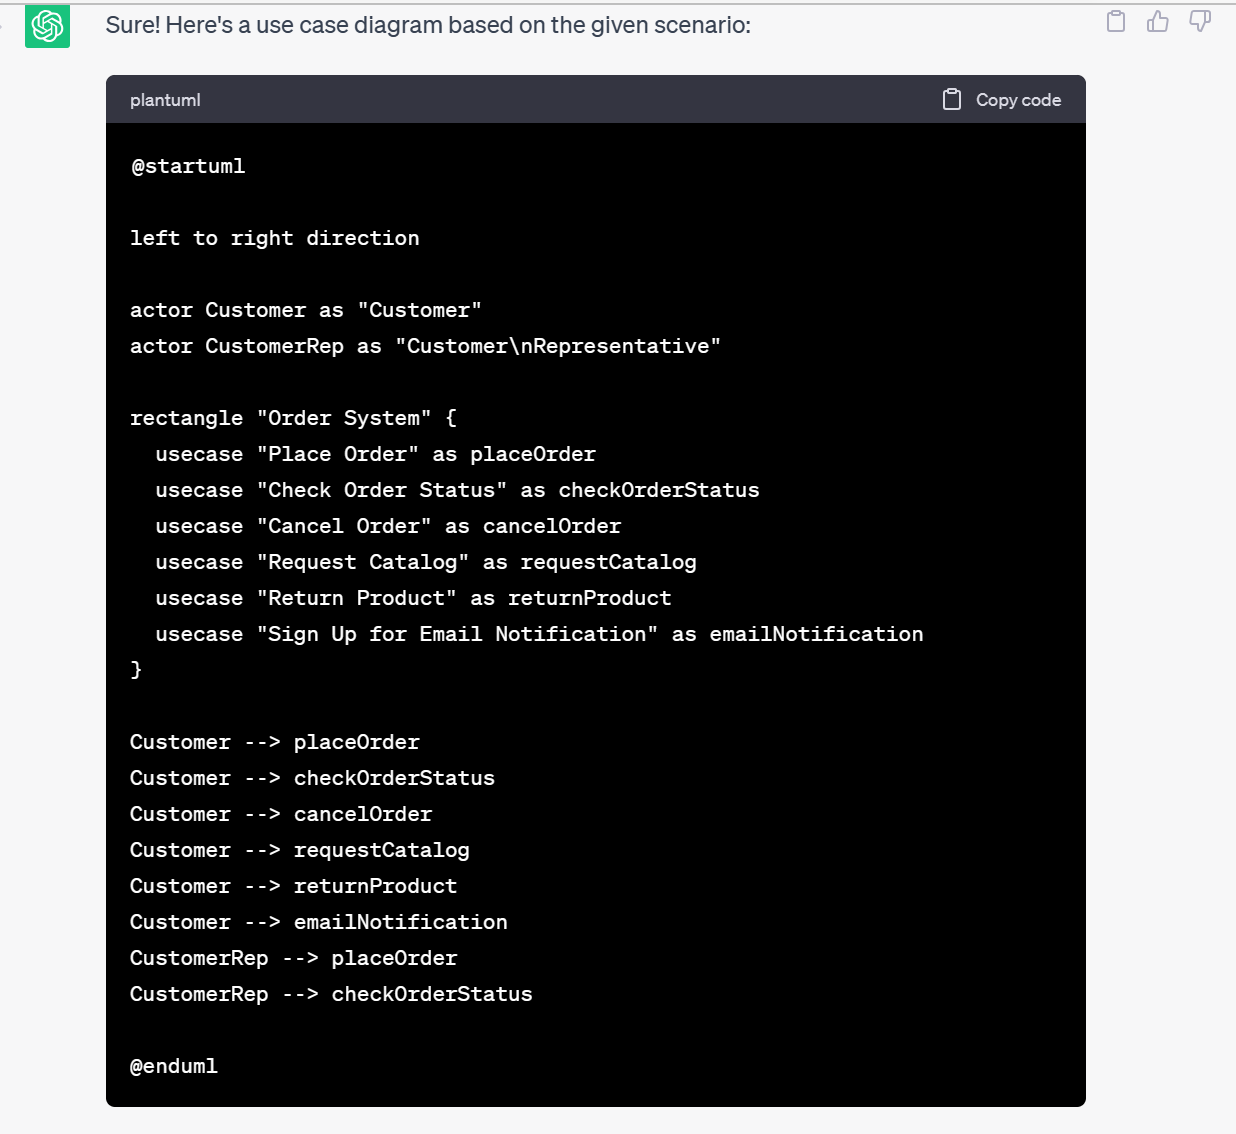 Sure! Here's a use case diagram based on the given scenario:
plantuml
Copy code
@startuml
left to right direction
actor Customer as "Customer"
actor CustomerRep as "Customer\nRepresentative"
rectangle "Order System" {
  usecase "Place Order" as placeOrder
  usecase "Check Order Status" as checkOrderStatus
  usecase "Cancel Order" as cancelOrder
  usecase "Request Catalog" as requestCatalog
  usecase "Return Product" as returnProduct
  usecase "Sign Up for Email Notification" as emailNotification
}
Customer --> placeOrder
Customer --> checkOrderStatus
Customer --> cancelOrder
Customer --> requestCatalog
Customer --> returnProduct
Customer --> emailNotification
CustomerRep --> placeOrder
CustomerRep --> checkOrderStatus
@enduml